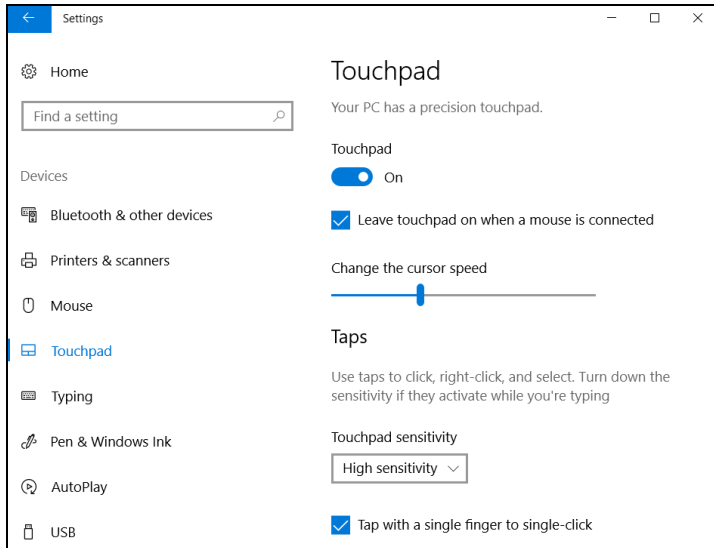 Settings
Home
Find a setting
Devices
Bluetooth & other devices
Printers & scanners
Mouse
Touchpad
Typing
Pen & Windows Ink
AutoPlay
USB
Touchpad
Your PC has a precision touchpad.
Touchpad
On
Leave touchpad on when a mouse is connected
Change the cursor speed
Taps
Use taps to click, right-click, and select. Turn down the
sensitivity if they activate while you're typing
Touchpad sensitivity
High sensitivity
Tap with a single finger to single-click